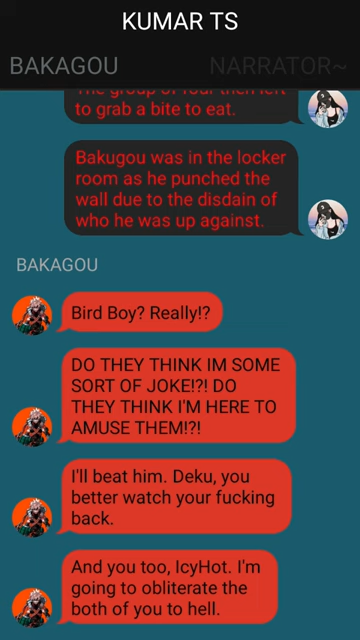 KUMAR TS
BAKAGOU NARRATOR~
The group of four then left
to grab a bite to eat.
Bakugou was in the locker
room as he punched the
wall due to the disdain of
who he was up against.
BAKAGOU
Bird Boy? Really!?
DO THEY THINK IM SOME
SORT OF JOKE!?! DO
THEY THINK I'M HERE TO
AMUSE THEM!?!
I'll beat him. Deku, you
better watch your fucking
back.
And you too, IcyHot. I'm
going to obliterate the
both of you to hell.